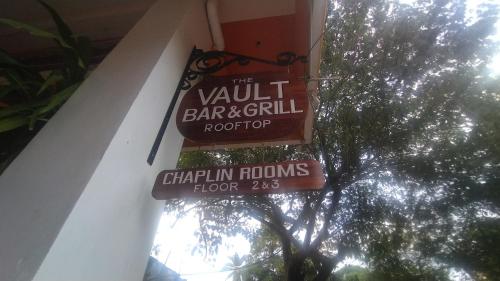 THE
VAULT
BAR & GRILL
ROOFTOP
CHAPLIN ROOMS
FLOOR 2 & 3